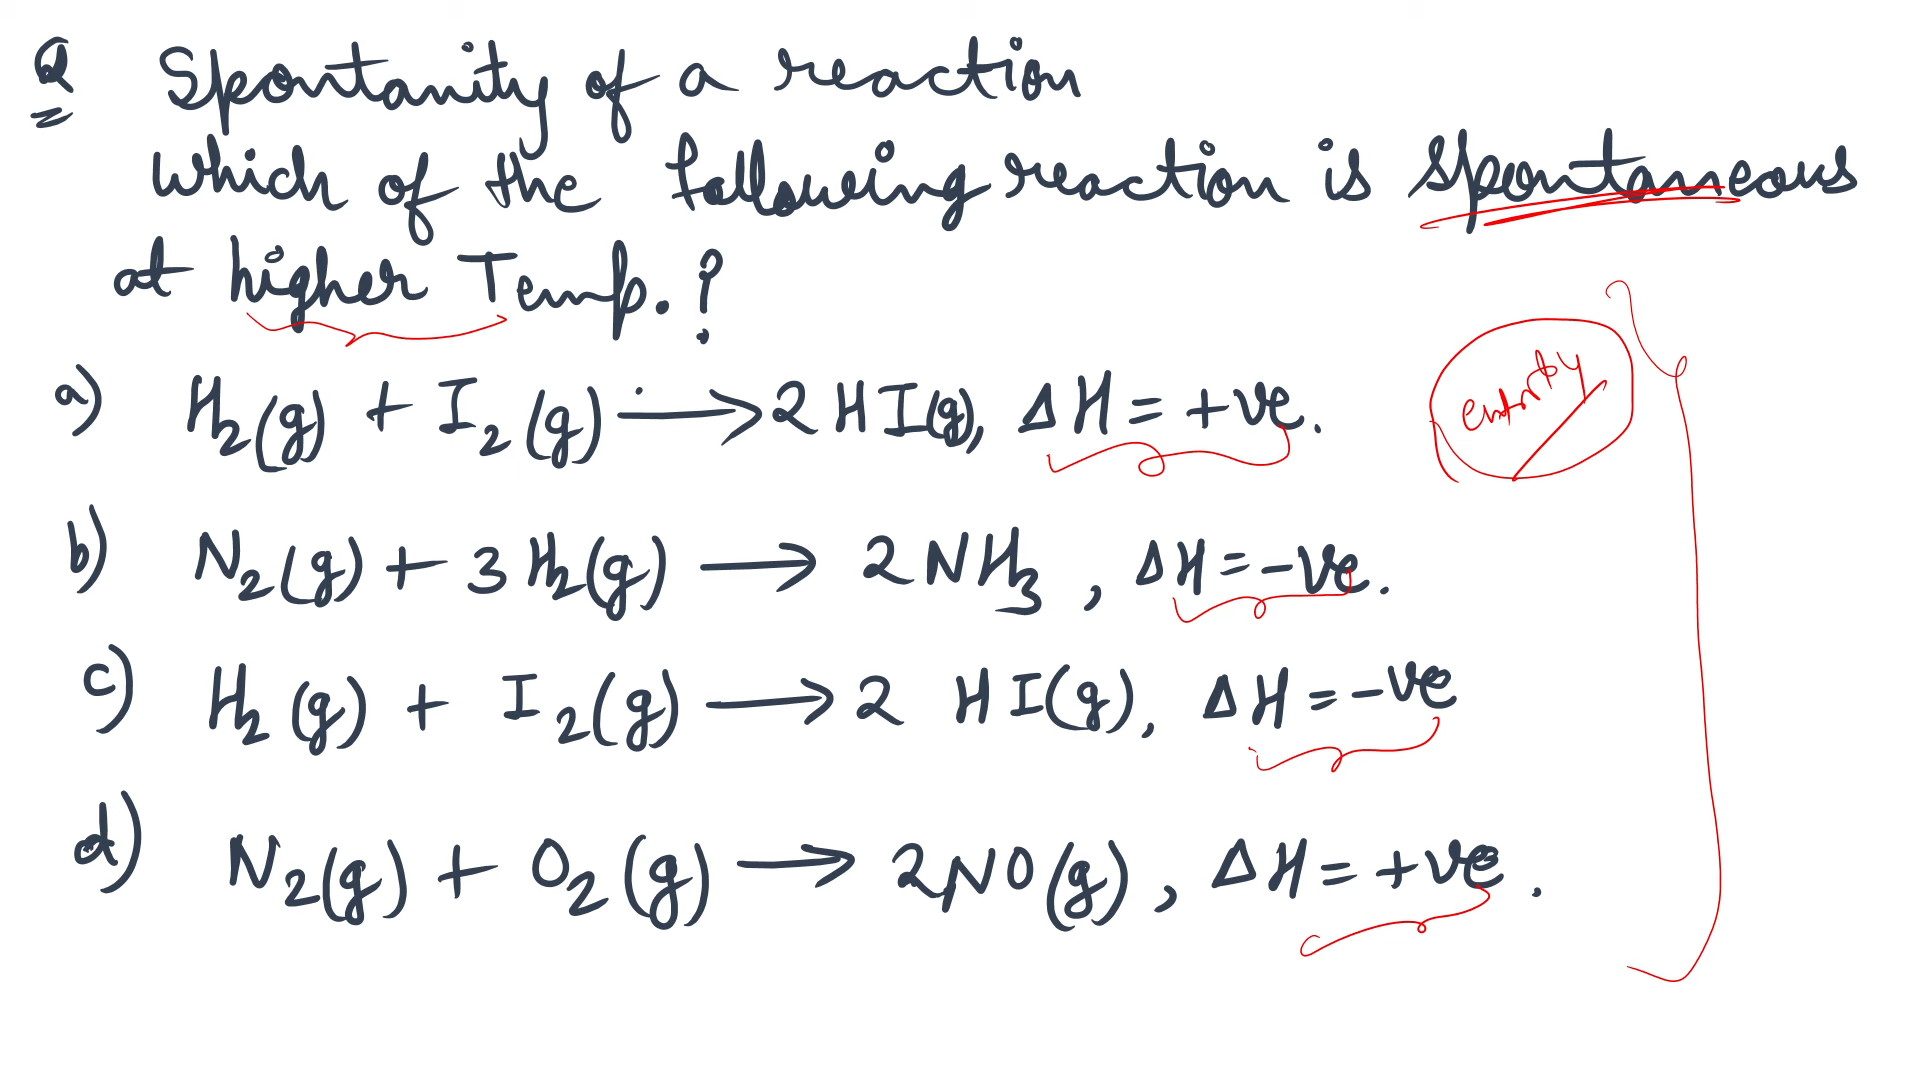 Q Spontanity of a reaction
which of the following reaction is spontaneous
at higher Temp.?
a) H₂(g) + I₂(g) ⟶ 2HI(g), ΔH = +ve.
entropy
b) N₂(g) + 3H₂(g) ⟶ 2NH₃, ΔH = -ve.
c) H₂(g) + I₂(g) ⟶ 2 HI(g), ΔH = -ve
d) N₂(g) + O₂(g) ⟶ 2NO(g), ΔH = +ve.